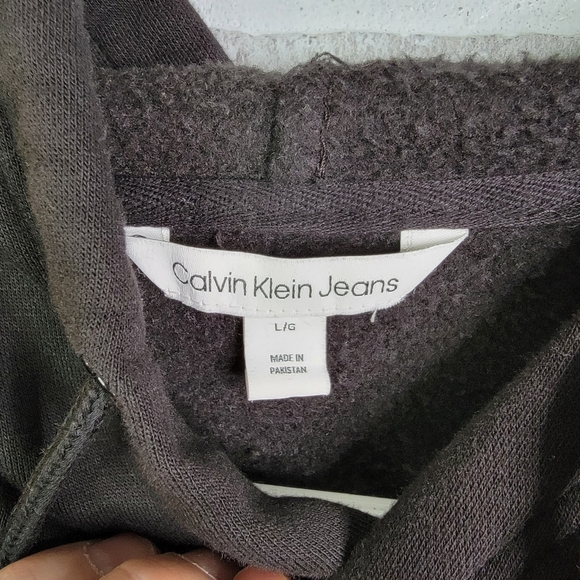 Calvin Klein Jeans
L/G
MADE IN
PAKISTAN